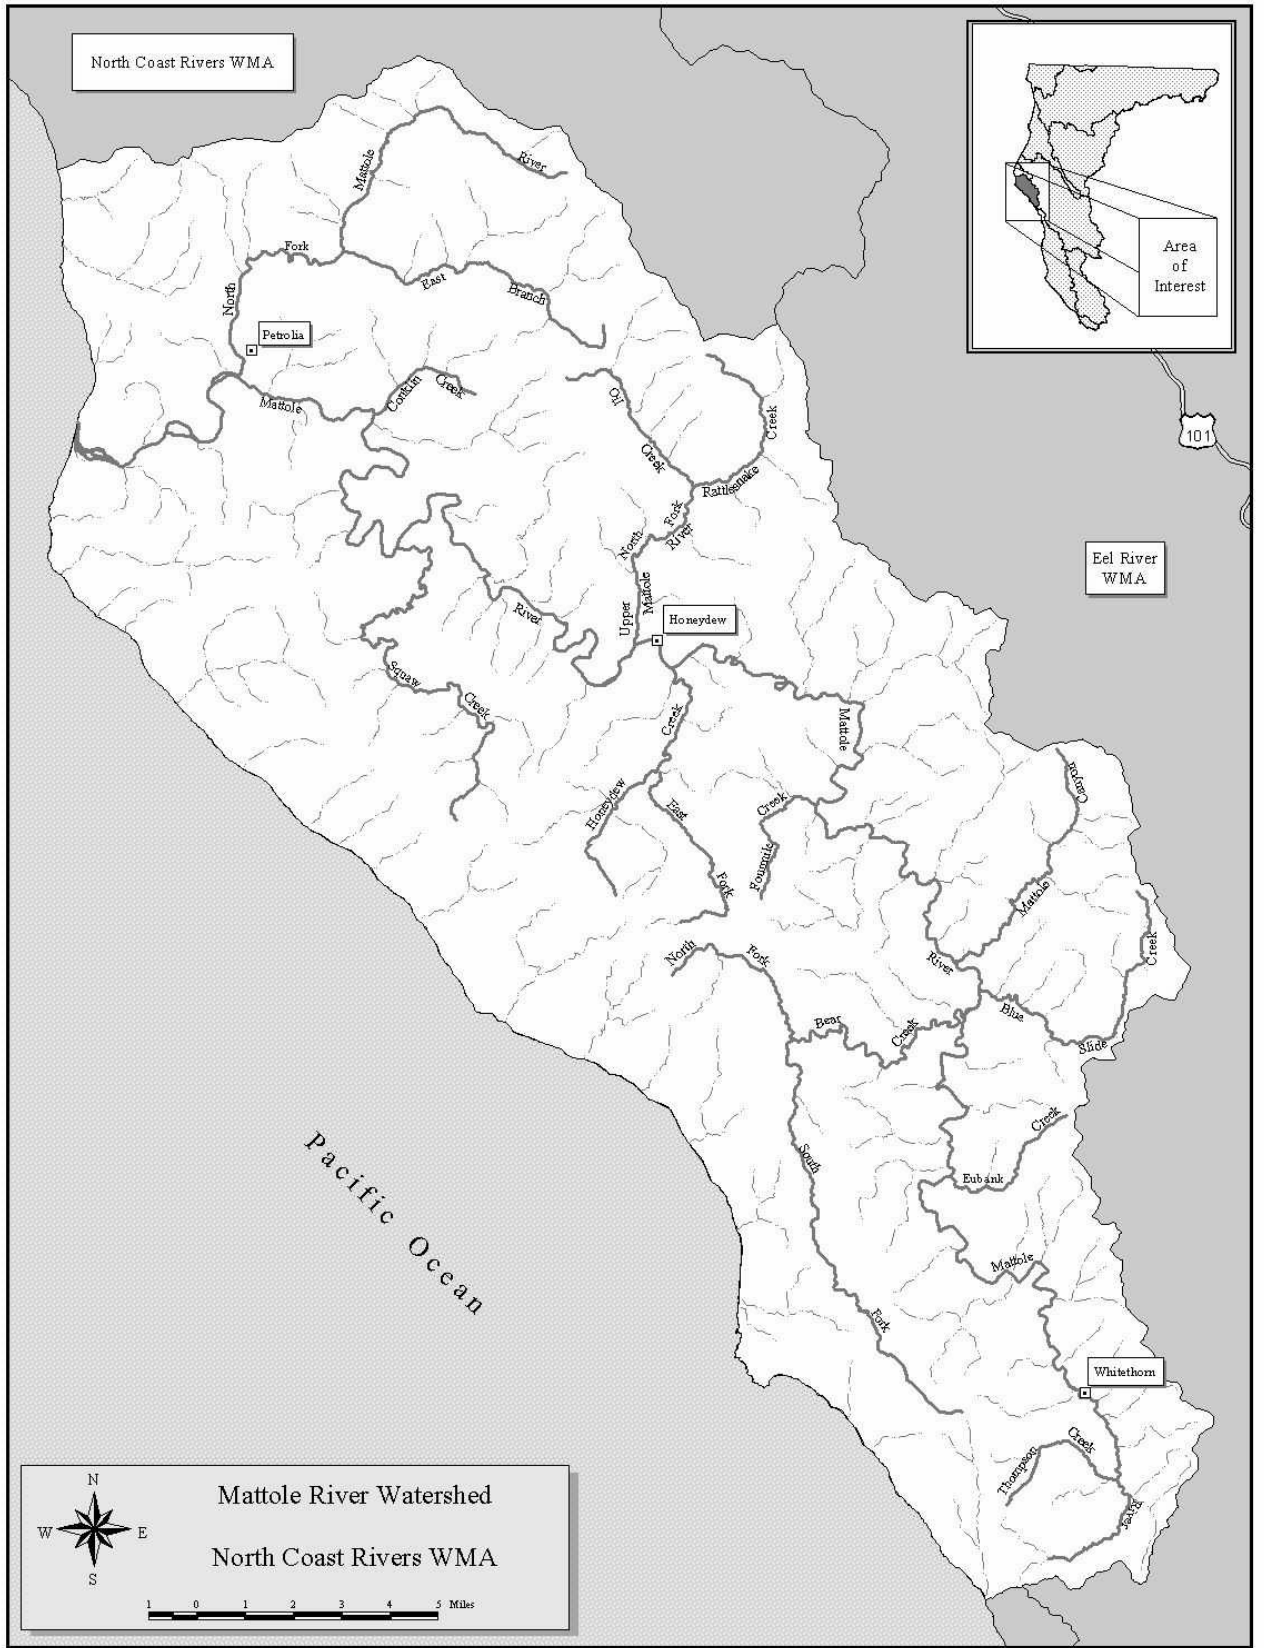 North Coast Rivers WMA
Mattole
River
Fork
North
East
Branch
Petrolia
Area
of
Interest
Mattole
Conklin
Creek
Oil
Creek
Creek
Rattlesnake
101
North
Fork
River
Upper
Mattole
Eel River
WMA
Honeydew
River
Squaw
Creek
Creek
Mattole
Canyon
Honeydew
East
Fork
Creek
Fourmile
Mattole
Creek
North
Fork
River
Bear
Creek
Blue
Slide
Creek
Eubank
South
Pacific Ocean
Mattole
Fork
Whitethorn
Thompson
Creek
River
N
W
E
S
Mattole River Watershed
North Coast Rivers WMA
1 0 1 2 3 4 5 Miles